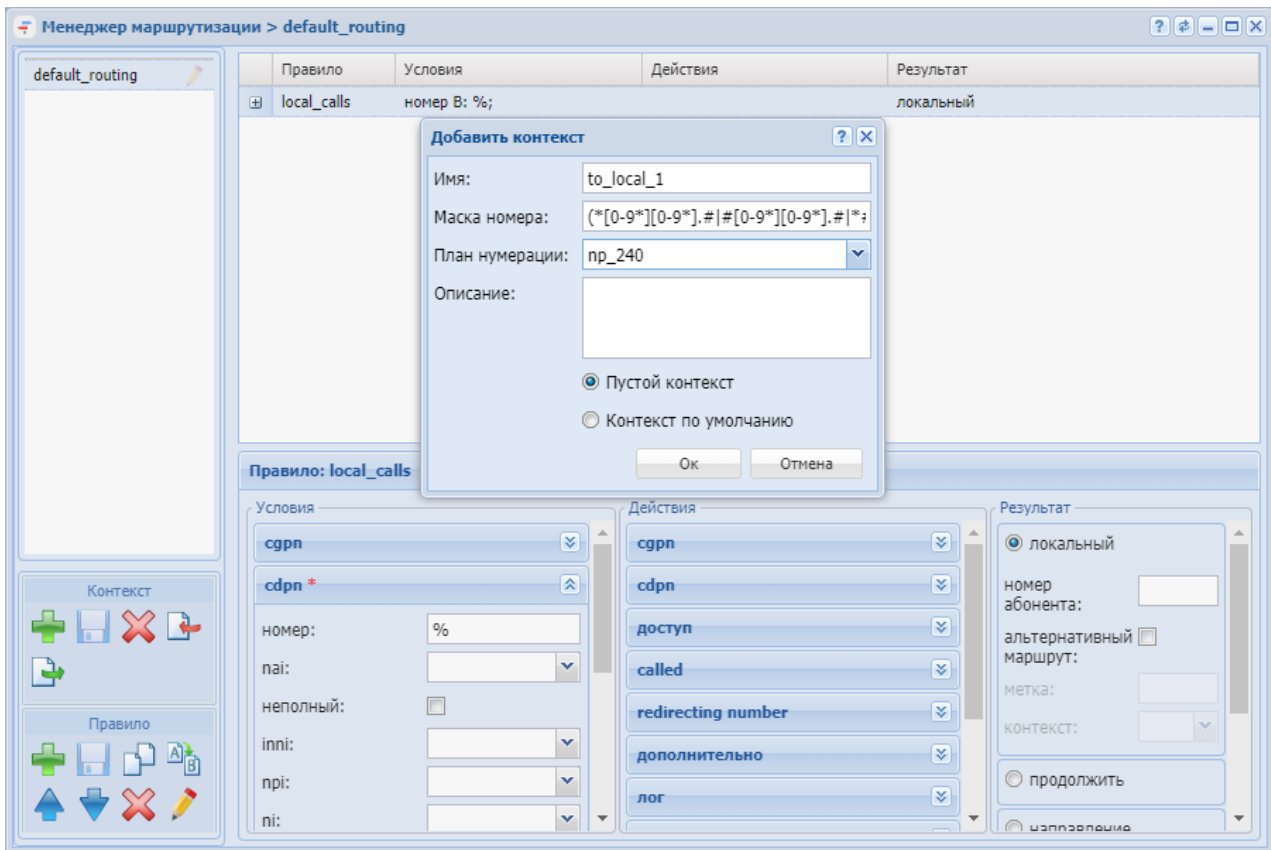 Менеджер маршрутизации > default_routing
default_routing
Правило Условия Действия Результат
local_calls номер B: %; локальный
Добавить контекст
Имя: to_local_1
Маска номера: (*[0-9*][0-9*].#|#[0-9*][0-9*].#|*#
План нумерации: np_240
Описание:
Пустой контекст
Контекст по умолчанию
Ок Отмена
Правило: local_calls
Условия
cgpn
cdpn *
номер: %
nai:
неполный:
inni:
npi:
ni:
Действия
cgpn
cdpn
доступ
called
redirecting number
дополнительно
лог
Результат
локальный
номер
абонента:
альтернативный
маршрут:
метка:
контекст:
продолжить
направление
Контекст
Правило